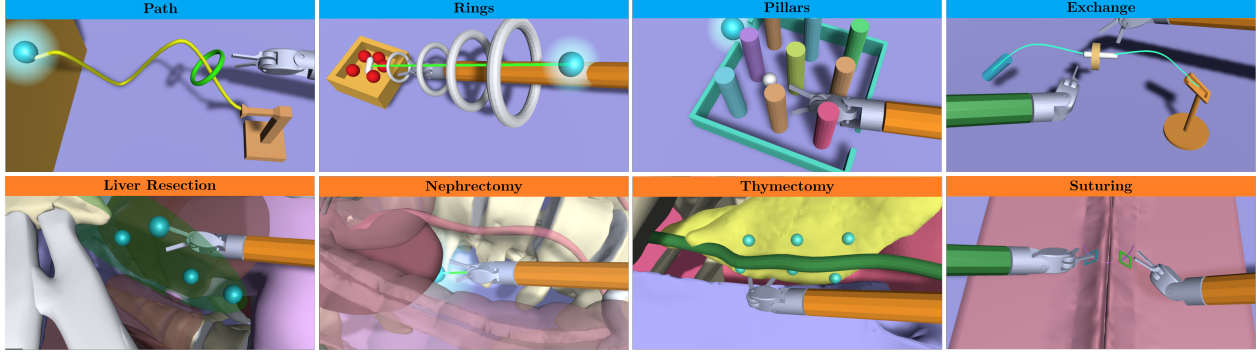 Path
Rings
Pillars
Exchange
Liver Resection
Nephrectomy
Thymectomy
Suturing